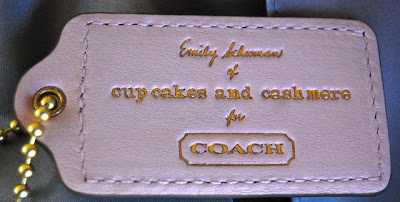 Emily Schuman
of
cupcakes and cashmere
for
COACH